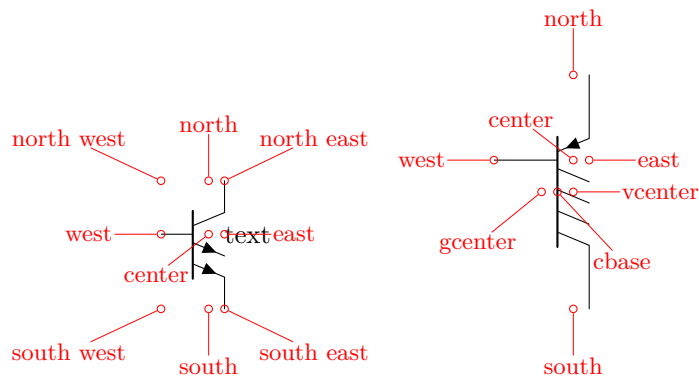 north
center
north west
north
north east
west
east
vcenter
west
text
east
gcenter
cbase
center
south west
south
south east
south